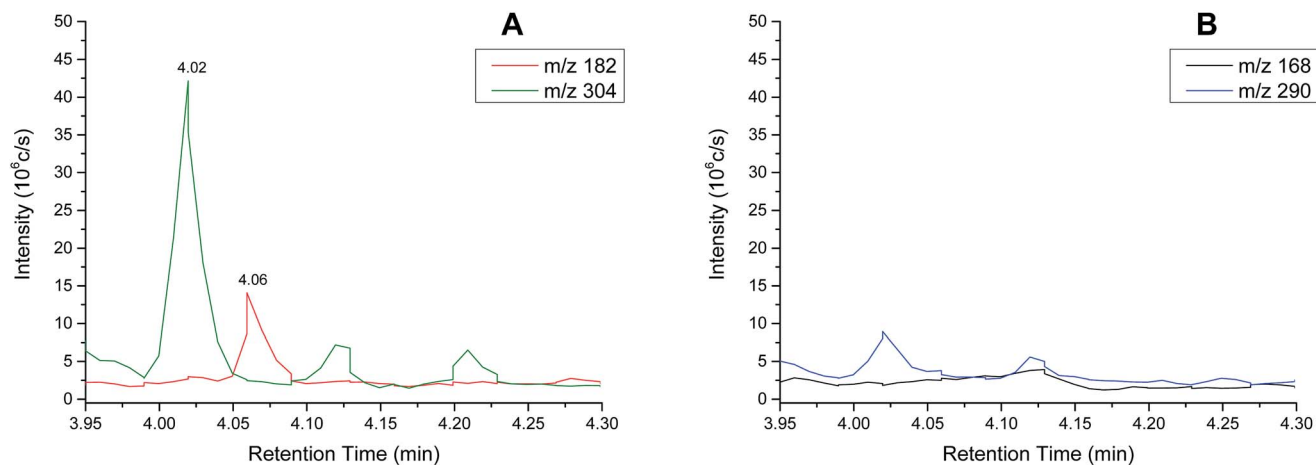 A
50
45
40
35
30
25
20
15
10
5
0
Intensity (10⁶c/s)
4.02
4.06
m/z 182
m/z 304
3.95 4.00 4.05 4.10 4.15 4.20 4.25 4.30
Retention Time (min)
B
50
45
40
35
30
25
20
15
10
5
0
Intensity (10⁶c/s)
m/z 168
m/z 290
3.95 4.00 4.05 4.10 4.15 4.20 4.25 4.30
Retention Time (min)